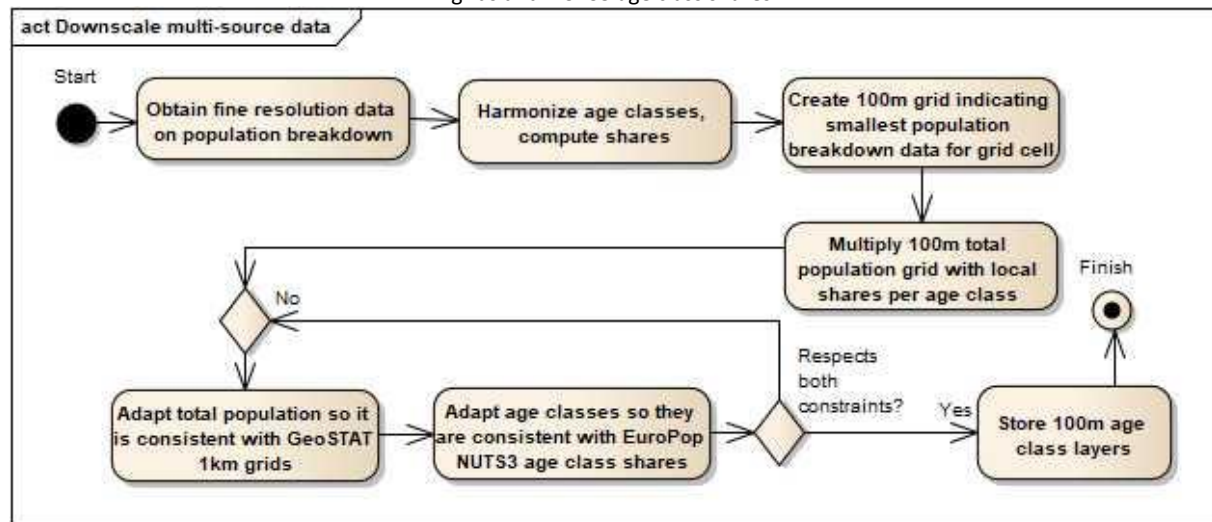 act Downscale multi-source data
Start
Obtain fine resolution data
on population breakdown
Harmonize age classes,
compute shares
Create 100m grid indicating
smallest population
breakdown data for grid cell
Multiply 100m total
population grid with local
shares per age class
Finish
No
Respects
both
constraints?
Yes
Adapt total population so it
is consistent with GeoSTAT
1km grids
Adapt age classes so they
are consistent with EuroPop
NUTS3 age class shares
Store 100m age
class layers